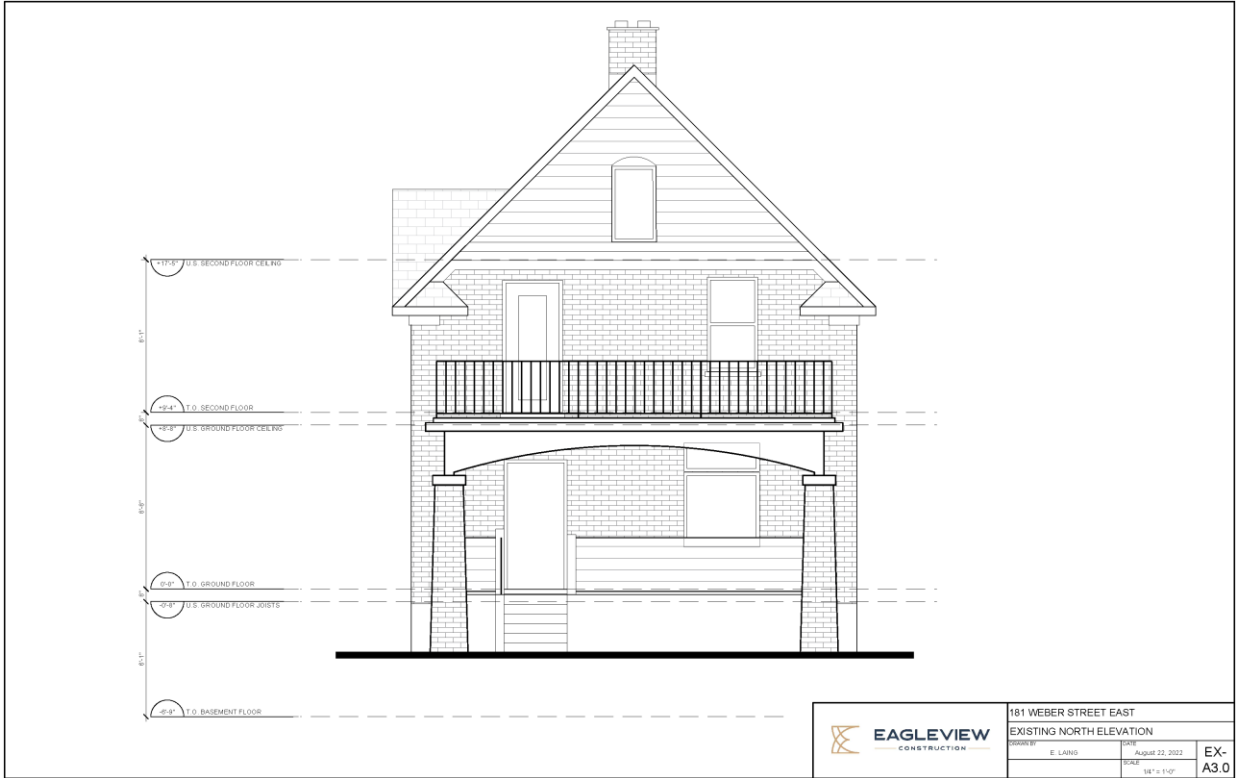 +17'-5" U.S. SECOND FLOOR CEILING
8'-1"
+9'-4" T.O. SECOND FLOOR
+8'-8" U.S. GROUND FLOOR CEILING
8'-8"
0'-0" T.O. GROUND FLOOR
-0'-8" U.S. GROUND FLOOR JOISTS
6'-1"
-6'-9" T.O. BASEMENT FLOOR
EAGLEVIEW
CONSTRUCTION
181 WEBER STREET EAST
EXISTING NORTH ELEVATION
DRAWN BY
E. LAING
DATE
August 22, 2022
SCALE
1/4" = 1'-0"
EX-
A3.0